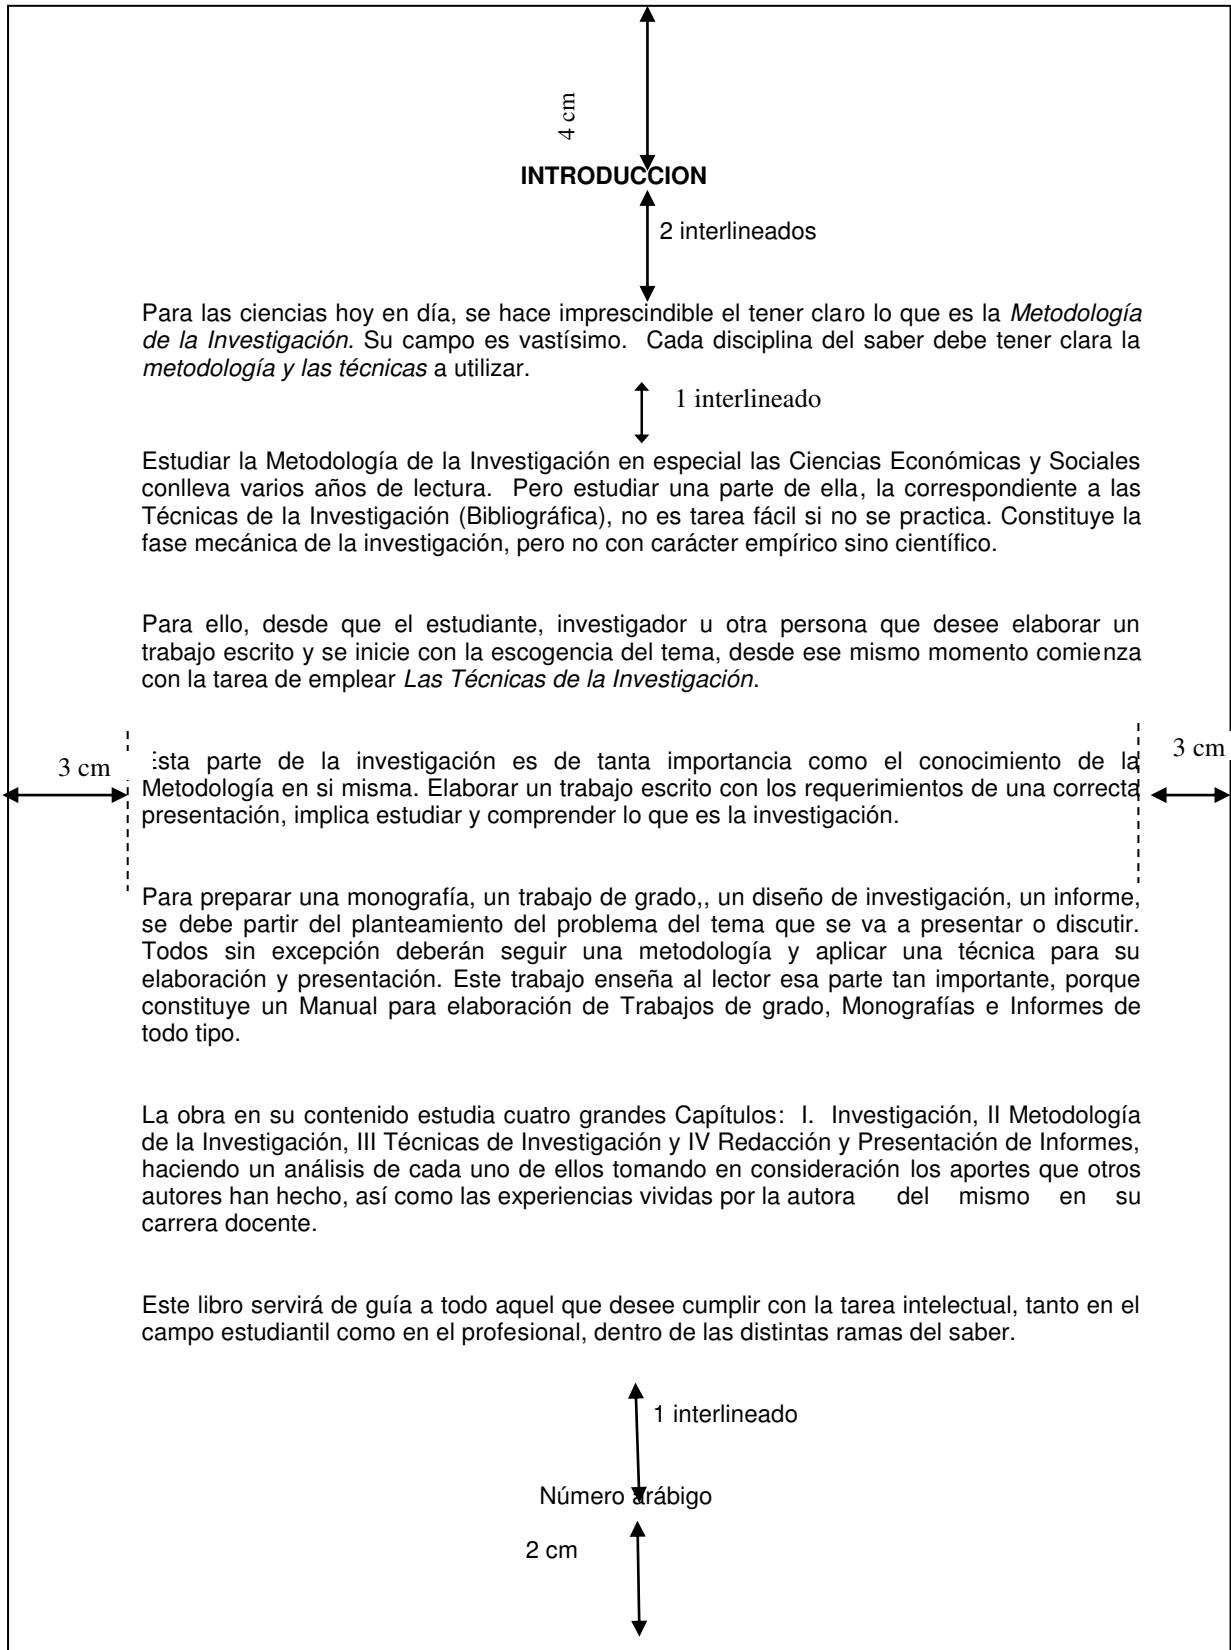 4 cm
INTRODUCCION
2 interlineados
Para las ciencias hoy en día, se hace imprescindible el tener claro lo que es la Metodología
de la Investigación. Su campo es vastísimo. Cada disciplina del saber debe tener clara la
metodología y las técnicas a utilizar.
1 interlineado
Estudiar la Metodología de la Investigación en especial las Ciencias Económicas y Sociales
conlleva varios años de lectura. Pero estudiar una parte de ella, la correspondiente a las
Técnicas de la Investigación (Bibliográfica), no es tarea fácil si no se practica. Constituye la
fase mecánica de la investigación, pero no con carácter empírico sino científico.
Para ello, desde que el estudiante, investigador u otra persona que desee elaborar un
trabajo escrito y se inicie con la escogencia del tema, desde ese mismo momento comienza
con la tarea de emplear Las Técnicas de la Investigación.
3 cm
Esta parte de la investigación es de tanta importancia como el conocimiento de la
Metodología en si misma. Elaborar un trabajo escrito con los requerimientos de una correcta
presentación, implica estudiar y comprender lo que es la investigación.
3 cm
Para preparar una monografía, un trabajo de grado,, un diseño de investigación, un informe,
se debe partir del planteamiento del problema del tema que se va a presentar o discutir.
Todos sin excepción deberán seguir una metodología y aplicar una técnica para su
elaboración y presentación. Este trabajo enseña al lector esa parte tan importante, porque
constituye un Manual para elaboración de Trabajos de grado, Monografías e Informes de
todo tipo.
La obra en su contenido estudia cuatro grandes Capítulos: I. Investigación, II Metodología
de la Investigación, III Técnicas de Investigación y IV Redacción y Presentación de Informes,
haciendo un análisis de cada uno de ellos tomando en consideración los aportes que otros
autores han hecho, así como las experiencias vividas por la autora del mismo en su
carrera docente.
Este libro servirá de guía a todo aquel que desee cumplir con la tarea intelectual, tanto en el
campo estudiantil como en el profesional, dentro de las distintas ramas del saber.
1 interlineado
Número arábigo
2 cm